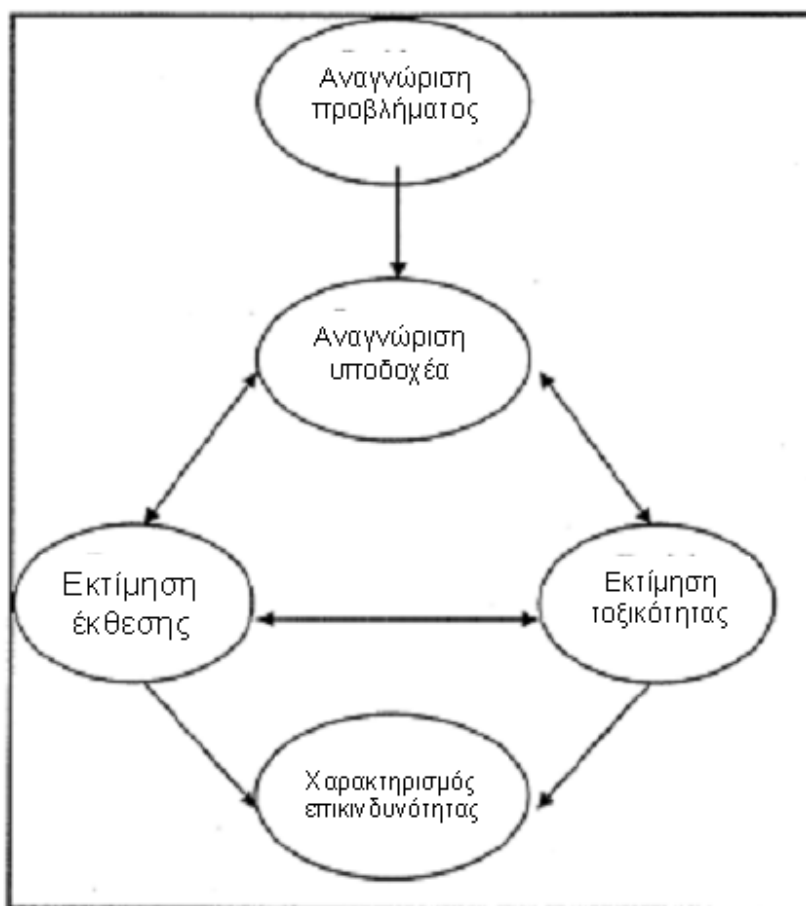 Αναγνώριση
προβλήματος
Αναγνώριση
υποδοχέα
Εκτίμηση
έκθεσης
Εκτίμηση
τοξικότητας
Χαρακτηρισμός
επικινδυνότητας